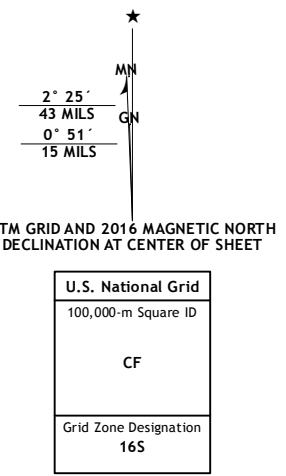 MN
2° 25´
43 MILS
GN
0° 51´
15 MILS
TM GRID AND 2016 MAGNETIC NORTH
DECLINATION AT CENTER OF SHEET
U.S. National Grid
100,000-m Square ID
CF
Grid Zone Designation
16S